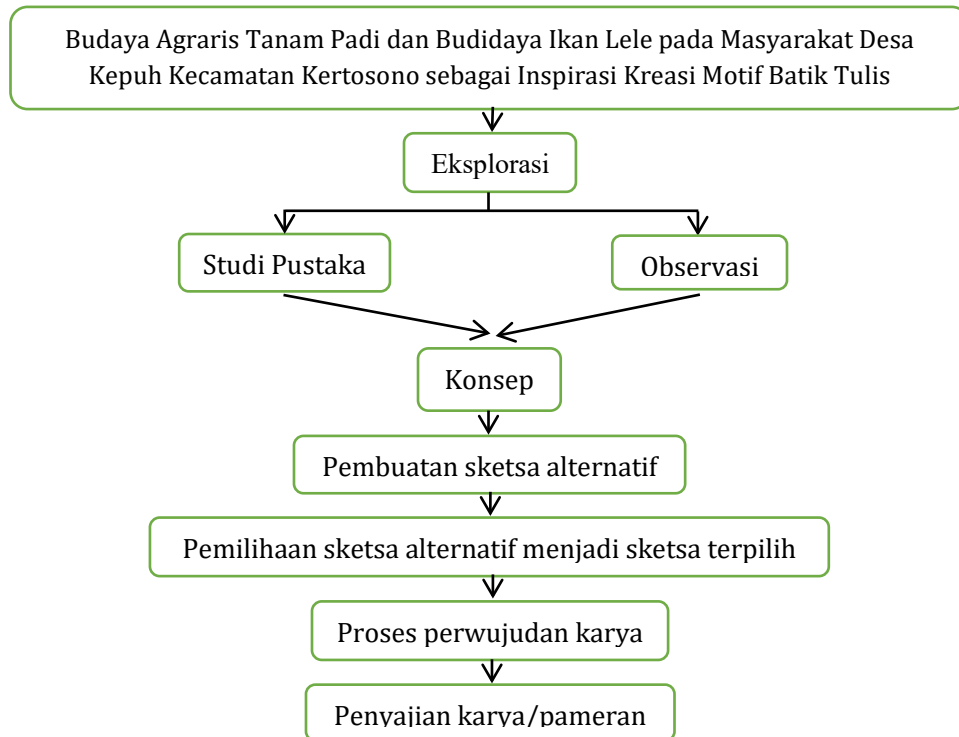 Budaya Agraris Tanam Padi dan Budidaya Ikan Lele pada Masyarakat Desa
Kepuh Kecamatan Kertosono sebagai Inspirasi Kreasi Motif Batik Tulis
Eksplorasi
Studi Pustaka
Observasi
Konsep
Pembuatan sketsa alternatif
Pemilihaan sketsa alternatif menjadi sketsa terpilih
Proses perwujudan karya
Penyajian karya/pameran